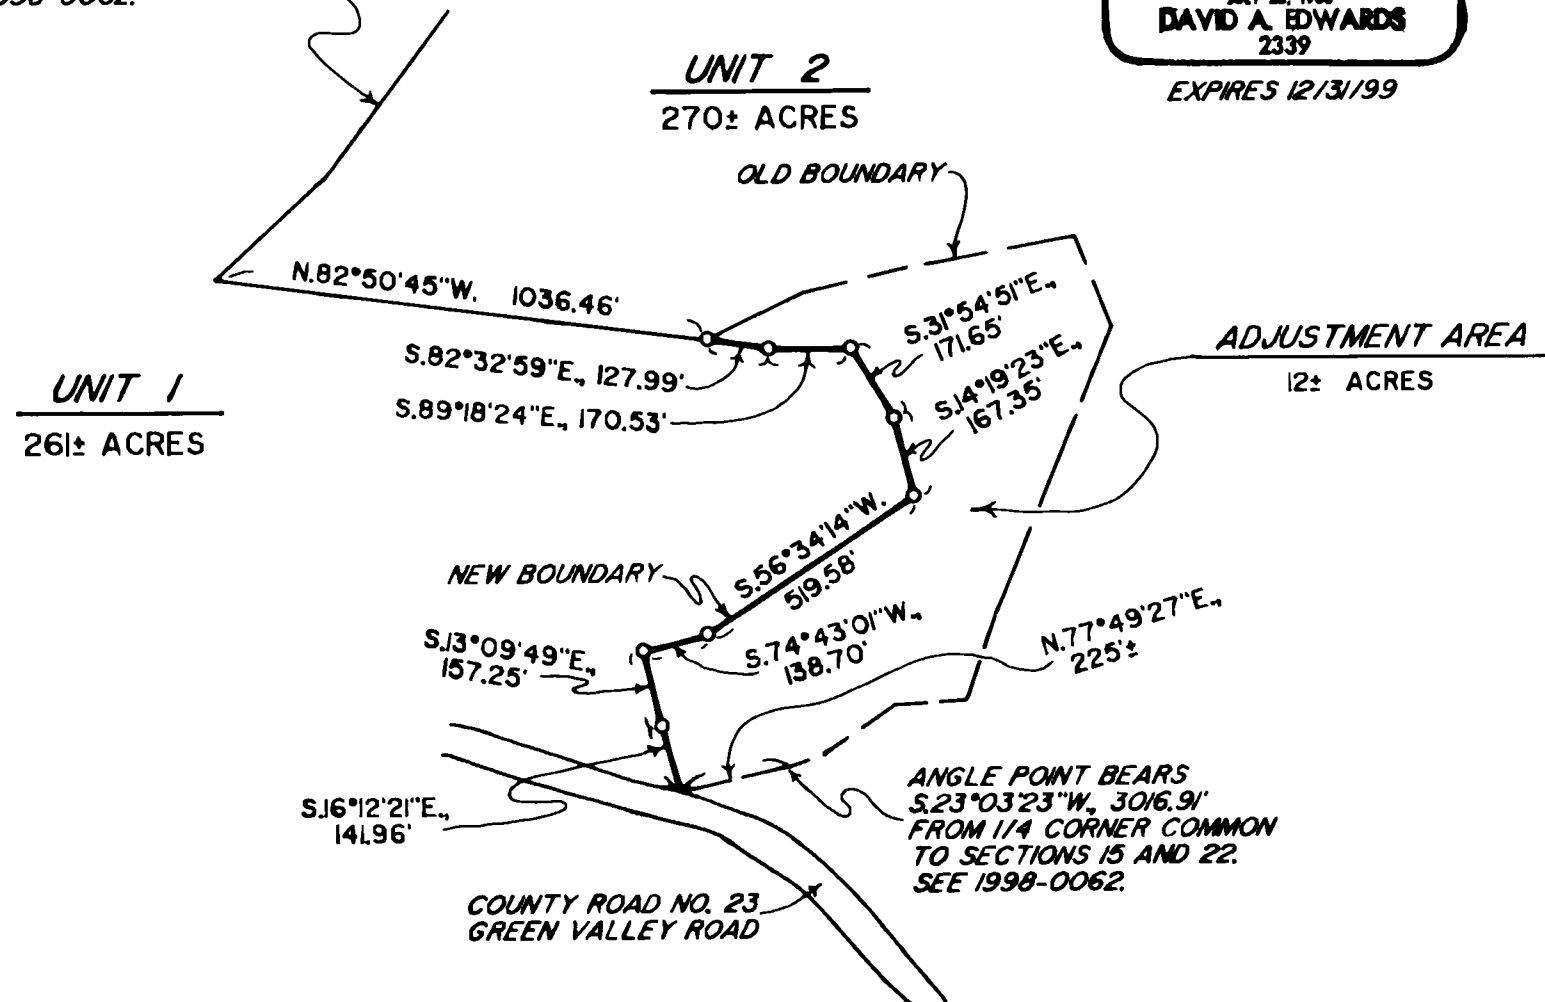 DAVID A. EDWARDS
2339
EXPIRES 12/31/99
UNIT 2
270± ACRES
OLD BOUNDARY
N.82°50'45"W. 1036.46'
S.31°54'51"E.,
171.65'
S.82°32'59"E., 127.99'
S.14°19'23"E.,
167.35'
ADJUSTMENT AREA
12± ACRES
UNIT 1
261± ACRES
S.89°18'24"E., 170.53'
S.56°34'14"W.
519.58'
NEW BOUNDARY
S.13°09'49"E.,
157.25'
S.74°43'01"W.,
138.70'
N.77°49'27"E.,
225'±
S.16°12'21"E.,
141.96'
ANGLE POINT BEARS
S.23°03'23"W., 3016.91'
FROM 1/4 CORNER COMMON
TO SECTIONS 15 AND 22.
SEE 1998-0062.
COUNTY ROAD NO. 23
GREEN VALLEY ROAD